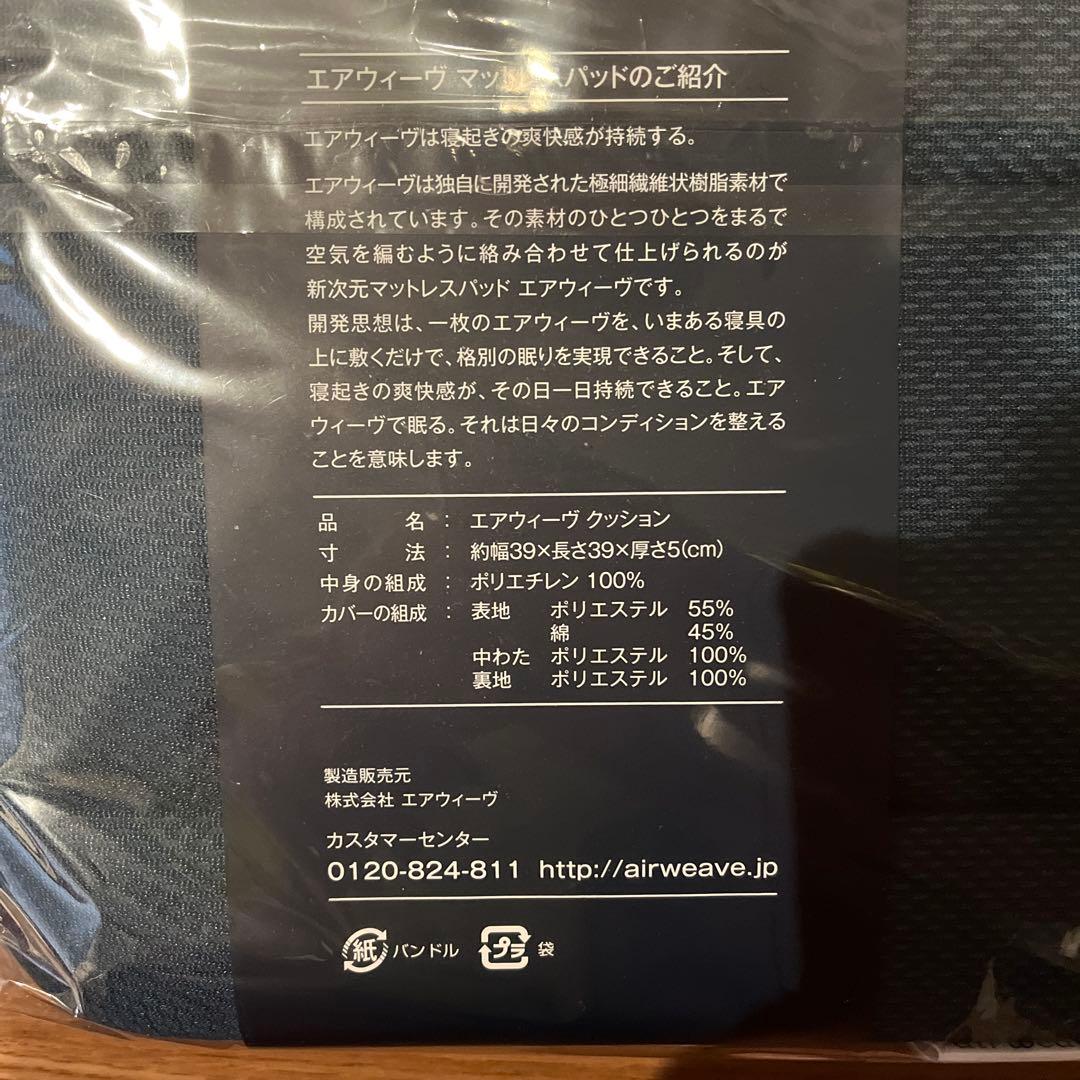 エアウィーヴ マットレスパッドのご紹介
エアウィーヴは寝起きの爽快感が持続する。
エアウィーヴは独自に開発された極細繊維状樹脂素材で
構成されています。その素材のひとつひとつをまるで
空気を編むように絡み合わせて仕上げられるのが
新次元マットレスパッド エアウィーヴです。
開発思想は、一枚のエアウィーヴを、いまある寝具の
上に敷くだけで、格別の眠りを実現できること。そして、
寝起きの爽快感が、その日一日持続できること。エア
ウィーヴで眠る。それは日々のコンディションを整える
ことを意味します。
品名：エアウィーヴ クッション
寸法：約幅39×長さ39×厚さ5(cm)
中身の組成：ポリエチレン 100%
カバーの組成：表地 ポリエステル 55%
綿 45%
中わた ポリエステル 100%
裏地 ポリエステル 100%
製造販売元
株式会社 エアウィーヴ
カスタマーセンター
0120-824-811 http://airweave.jp
紙 バンドル プラ 袋